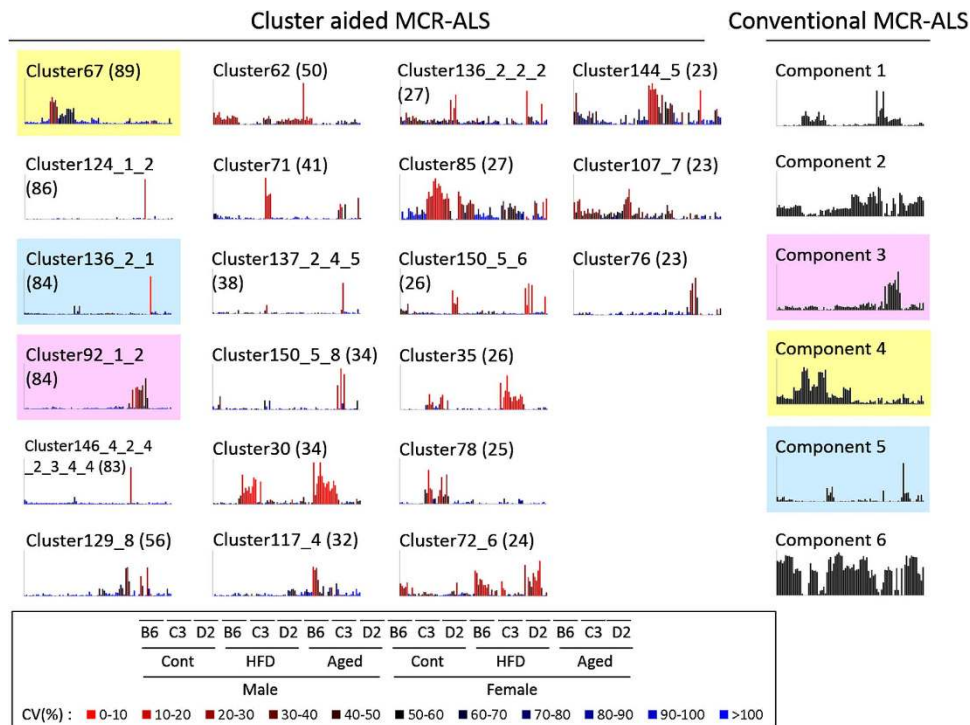 Cluster aided MCR-ALS
Conventional MCR-ALS
Cluster67 (89)
Cluster62 (50)
Cluster136_2_2_2
(27)
Cluster144_5 (23)
Component 1
Cluster124_1_2
(86)
Cluster71 (41)
Cluster85 (27)
Cluster107_7 (23)
Component 2
Cluster136_2_1
(84)
Cluster137_2_4_5
(38)
Cluster150_5_6
(26)
Cluster76 (23)
Component 3
Cluster92_1_2
(84)
Cluster150_5_8 (34)
Cluster35 (26)
Component 4
Cluster146_4_2_4
_2_3_4_4 (83)
Cluster30 (34)
Cluster78 (25)
Component 5
Cluster129_8 (56)
Cluster117_4 (32)
Cluster72_6 (24)
Component 6
B6 C3 D2 B6 C3 D2 B6 C3 D2 B6 C3 D2 B6 C3 D2 B6 C3 D2
Cont HFD Aged Cont HFD Aged
Male Female
CV(%) : 0-10 10-20 20-30 30-40 40-50 50-60 60-70 70-80 80-90 90-100 >100